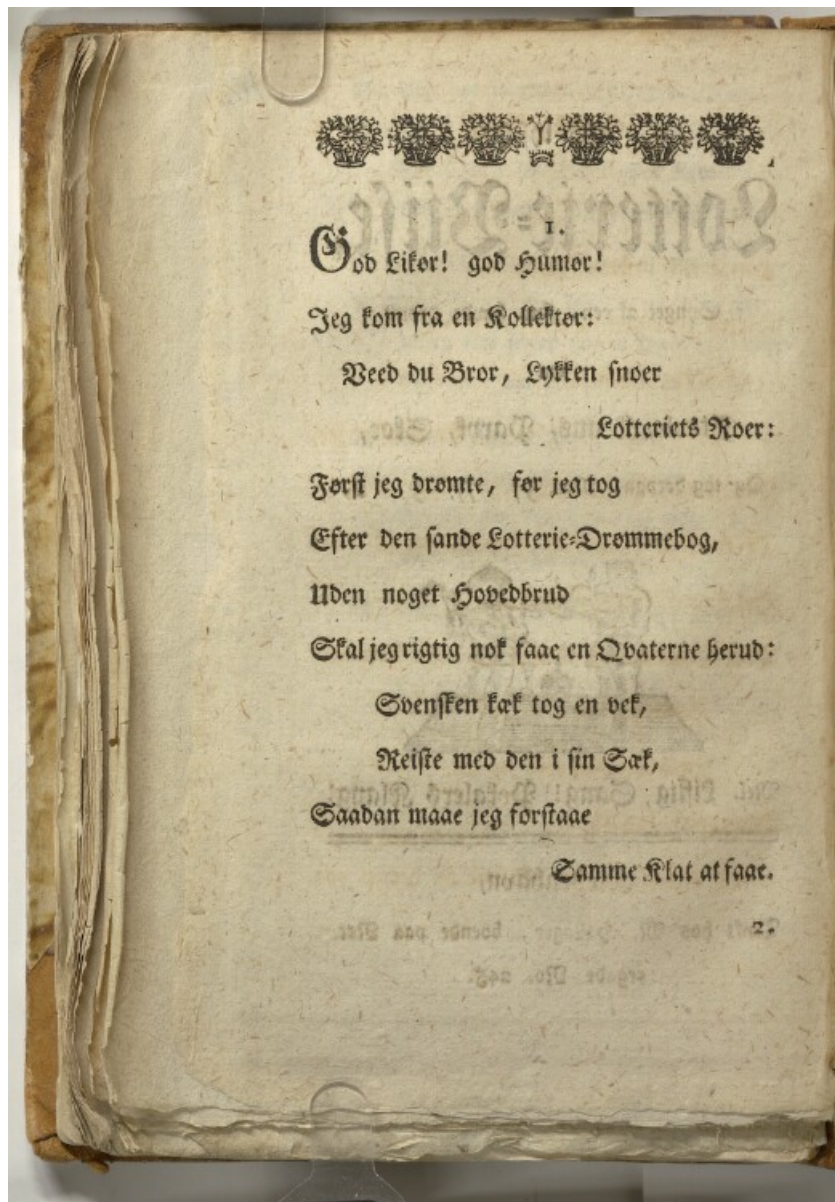 1.
God Likør! god Humør!
Jeg kom fra en Kollektør:
Veed du Bror, Lykken snoer
Lotteriets Roer:
Først jeg drømte, før jeg tog
Efter den sande Lotterie-Drømmebog,
Uden noget Hovedbrud
Skal jeg rigtig nok faae en Qvaterne herud:
Svensken kæk tog en vek,
Reiste med den i sin Sæk,
Saadan maae jeg forstaae
Samme Klat at faae.
2.